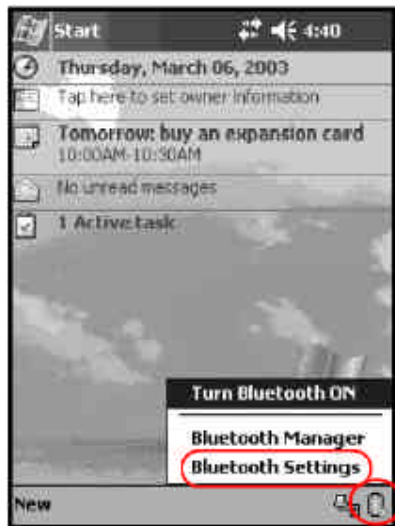 Start 4:40
Thursday, March 06, 2003
Tap here to set owner information
Tomorrow: buy an expansion card
10:00AM-10:30AM
No unread messages
1 Active task
Turn Bluetooth ON
Bluetooth Manager
Bluetooth Settings
New